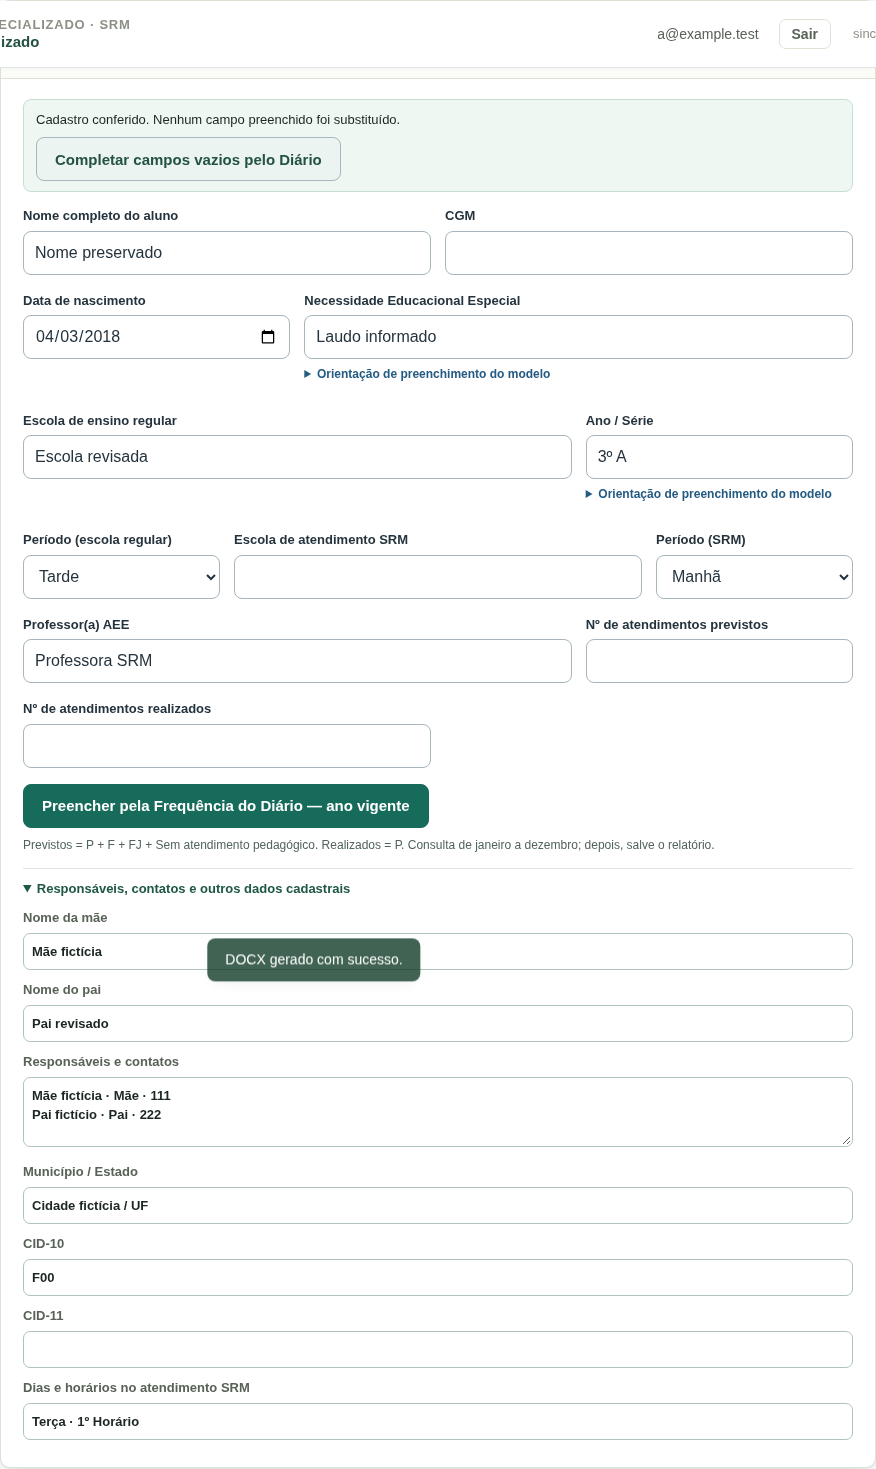 ECIALIZADO · SRM
izado
a@example.test
Sair
sinc
Cadastro conferido. Nenhum campo preenchido foi substituído.
Completar campos vazios pelo Diário
Nome completo do aluno
CGM
Nome preservado
Data de nascimento
Necessidade Educacional Especial
04/03/2018
Laudo informado
Orientação de preenchimento do modelo
Escola de ensino regular
Ano / Série
Escola revisada
3º A
Orientação de preenchimento do modelo
Período (escola regular)
Escola de atendimento SRM
Período (SRM)
Tarde
Manhã
Professor(a) AEE
Nº de atendimentos previstos
Professora SRM
Nº de atendimentos realizados
Preencher pela Frequência do Diário — ano vigente
Previstos = P + F + FJ + Sem atendimento pedagógico. Realizados = P. Consulta de janeiro a dezembro; depois, salve o relatório.
Responsáveis, contatos e outros dados cadastrais
Nome da mãe
Mãe fictícia
DOCX gerado com sucesso.
Nome do pai
Pai revisado
Responsáveis e contatos
Mãe fictícia · Mãe · 111
Pai fictício · Pai · 222
Município / Estado
Cidade fictícia / UF
CID-10
F00
CID-11
Dias e horários no atendimento SRM
Terça · 1º Horário